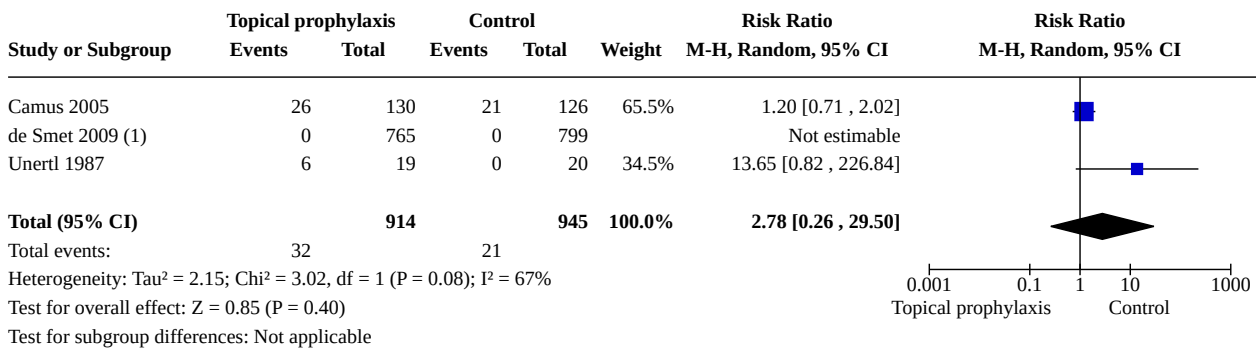 Topical prophylaxis Control Risk Ratio Risk Ratio
Study or Subgroup Events Total Events Total Weight M-H, Random, 95% CI M-H, Random, 95% CI
Camus 2005 26 130 21 126 65.5% 1.20 [0.71 , 2.02]
de Smet 2009 (1) 0 765 0 799 Not estimable
Unertl 1987 6 19 0 20 34.5% 13.65 [0.82 , 226.84]
Total (95% CI) 914 945 100.0% 2.78 [0.26 , 29.50]
Total events: 32 21
Heterogeneity: Tau² = 2.15; Chi² = 3.02, df = 1 (P = 0.08); I² = 67%
0.001 0.1 1 10 1000
Test for overall effect: Z = 0.85 (P = 0.40)
Topical prophylaxis Control
Test for subgroup differences: Not applicable